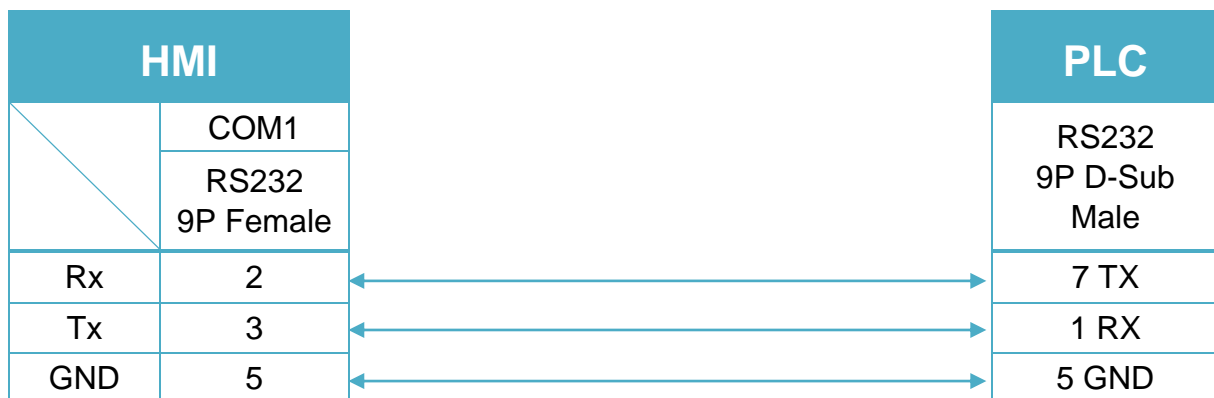 HMI
PLC
COM1
RS232
9P Female
RS232
9P D-Sub
Male
Rx 2 7 TX
Tx 3 1 RX
GND 5 5 GND